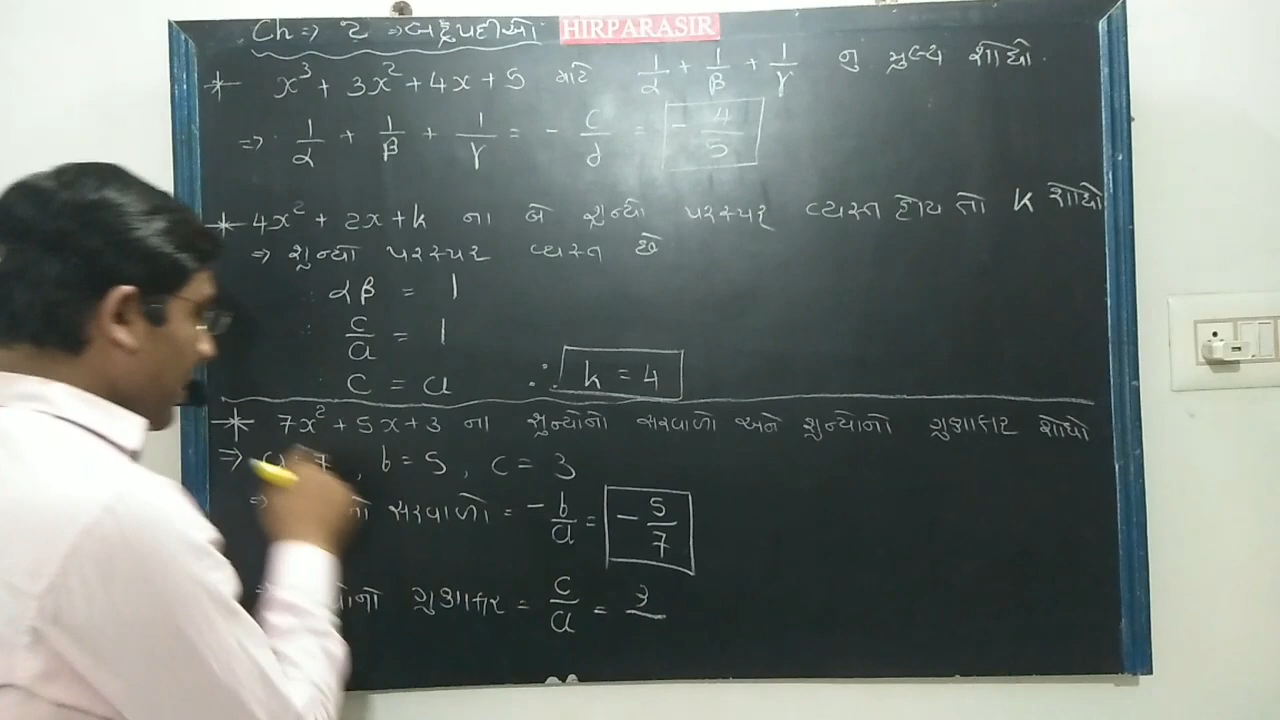 Ch ⇒ 2 ⇒ બહુપદીઓ
HIRPARASIR
* x³ + 3x² + 4x + 5 માટે 1/α + 1/β + 1/γ નુ મુલ્ય શોધો.
⇒ 1/α + 1/β + 1/γ = - c/d = - 4/5
* 4x² + 2x + k ના બે શુન્યો પરસ્પર વ્યસ્ત હોય તો K શોધો
⇒ શુન્યો પરસ્પર વ્યસ્ત છે
∴ αβ = 1
∴ c/a = 1
∴ c = a ∴ k = 4
* 7x² + 5x + 3 ના શુન્યોનો સરવાળો અને શુન્યોનો ગુણાકાર શોધો
⇒ a = 7, b = 5, c = 3
⇒ સરવાળો = - b/a = - 5/7
⇒ ગુણાકાર = c/a = 3